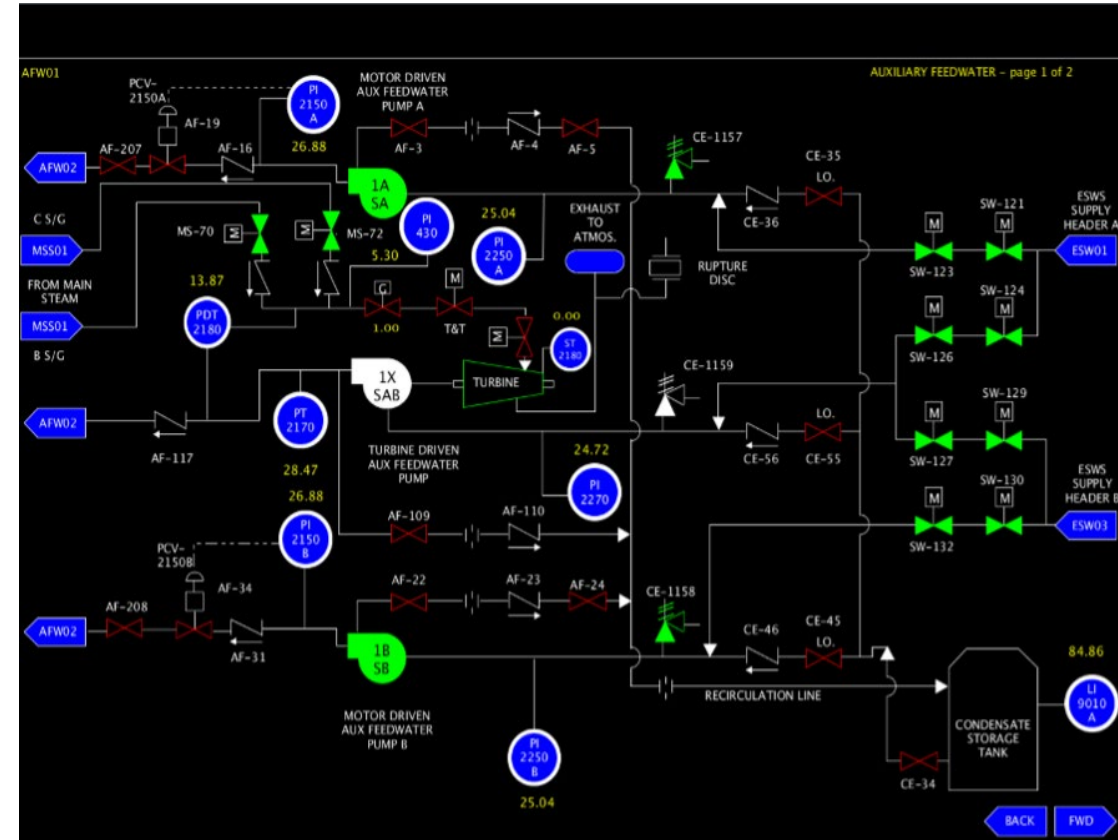 AFW01
AUXILIARY FEEDWATER - page 1 of 2
MOTOR DRIVEN
AUX FEEDWATER
PUMP A
PCV-
2150A
PI
2150
A
26.88
AF-19
AF-207
AF-16
AFW02
AF-3
AF-4
AF-5
CE-1157
CE-35
LO.
CE-36
1A
SA
C S/G
MSS01
FROM MAIN
STEAM
MSS01
B S/G
MS-70
M
M
MS-72
PI
430
5.30
25.04
PI
2250
A
EXHAUST
TO
ATMOS.
RUPTURE
DISC
M
SW-121
M
SW-123
ESWS
SUPPLY
HEADER A
ESW01
SW-124
M
M
SW-126
13.87
PDT
2180
G
1.00
M
T&T
M
0.00
ST
2180
TURBINE
1X
SAB
CE-1159
LO.
CE-56
CE-55
SW-129
M
M
SW-127
AFW02
AF-117
PT
2170
28.47
TURBINE DRIVEN
AUX FEEDWATER
PUMP
24.72
PI
2270
SW-130
M
M
SW-132
ESWS
SUPPLY
HEADER B
ESW03
26.88
PI
2150
B
AF-109
AF-110
PCV-
2150B
AF-34
AF-208
AFW02
AF-31
AF-22
AF-23
AF-24
1B
SB
CE-1158
CE-46
CE-45
LO.
RECIRCULATION LINE
MOTOR DRIVEN
AUX FEEDWATER
PUMP B
PI
2250
B
25.04
84.86
LI
9010
A
CONDENSATE
STORAGE
TANK
CE-34
BACK
FWD